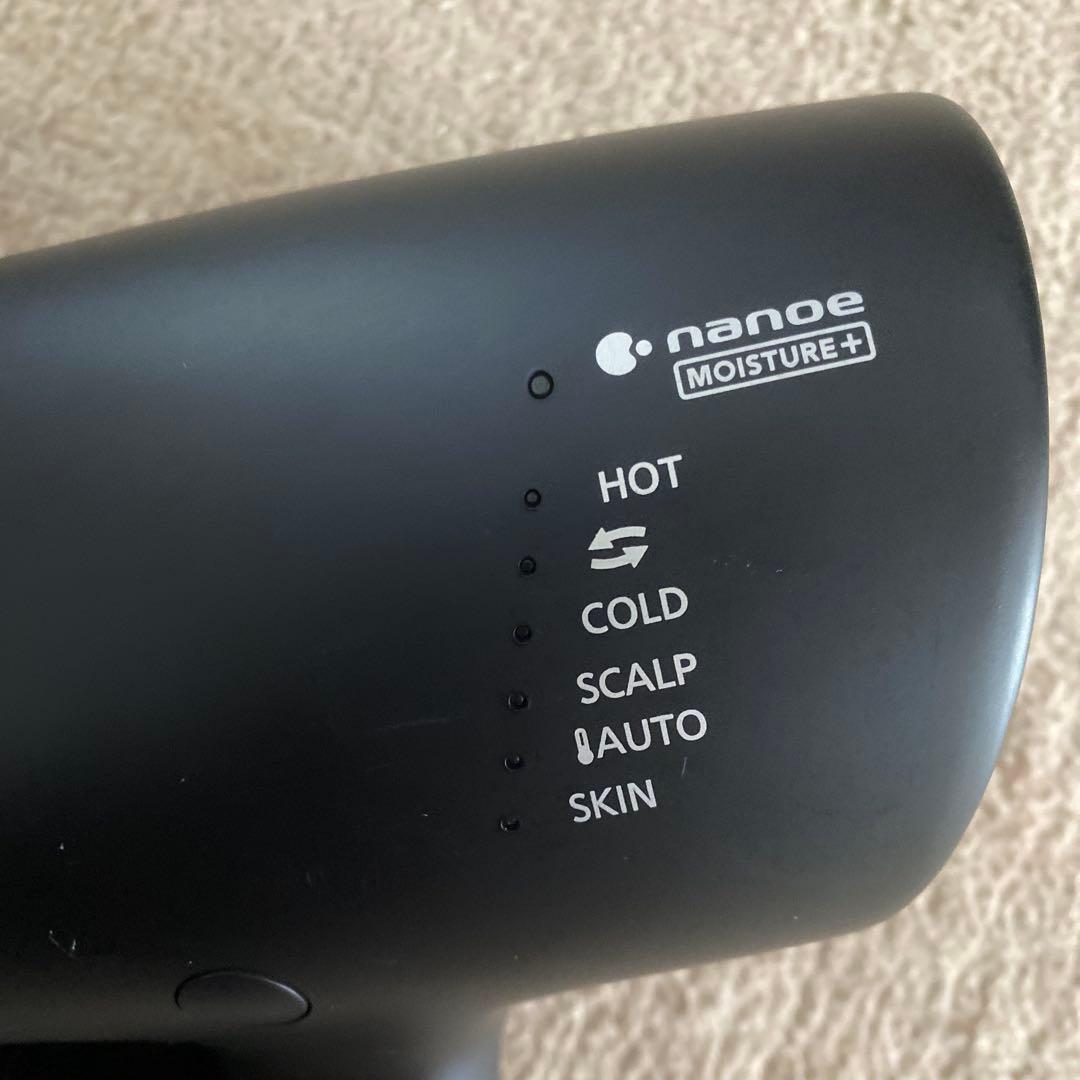 nanoe
MOISTURE+
HOT
COLD
SCALP
AUTO
SKIN